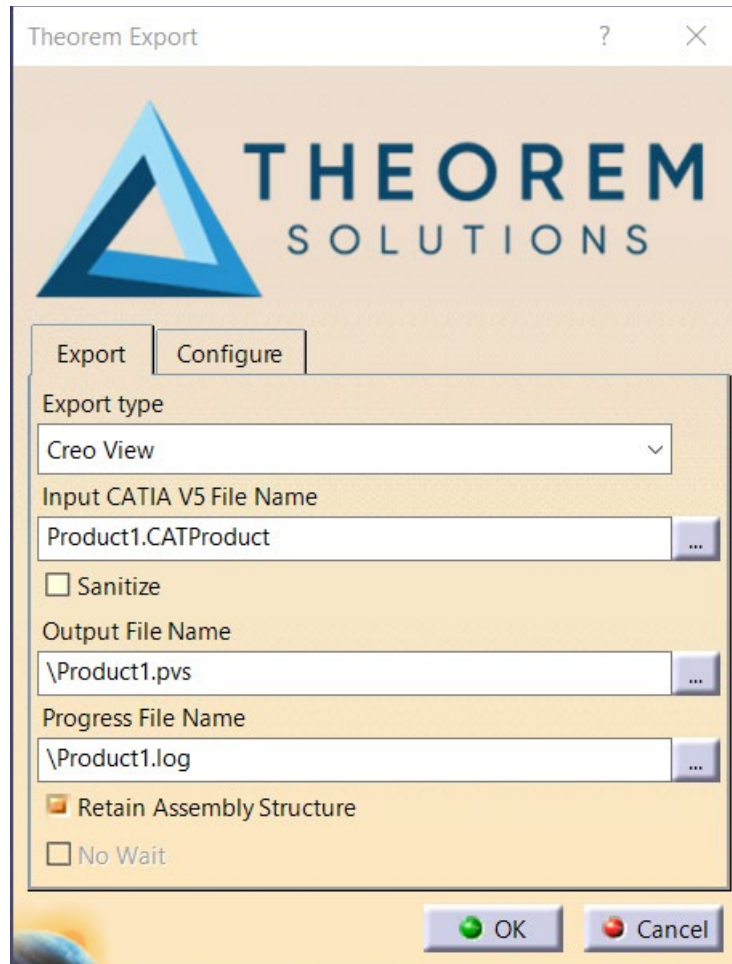 Theorem Export ? ×
THEOREM
SOLUTIONS
Export Configure
Export type
Creo View
Input CATIA V5 File Name
Product1.CATProduct ...
Sanitize
Output File Name
\Product1.pvs ...
Progress File Name
\Product1.log ...
Retain Assembly Structure
No Wait
OK Cancel